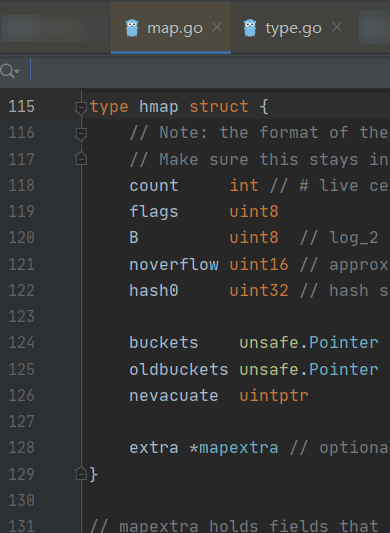 map.go
type.go
115 type hmap struct {
116 // Note: the format of the
117 // Make sure this stays in
118 count int // # live ce
119 flags uint8
120 B uint8 // log_2
121 noverflow uint16 // approx
122 hash0 uint32 // hash s
123
124 buckets unsafe.Pointer
125 oldbuckets unsafe.Pointer
126 nevacuate uintptr
127
128 extra *mapextra // optiona
129 }
130
131 // mapextra holds fields that